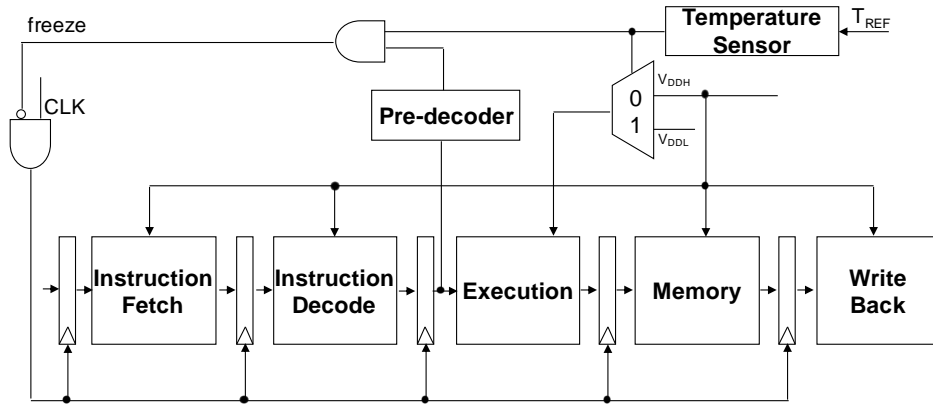 freeze
Temperature
Sensor
TREF
CLK
Pre-decoder
VDDH
0
1
VDDL
Instruction
Fetch
Instruction
Decode
Execution
Memory
Write
Back